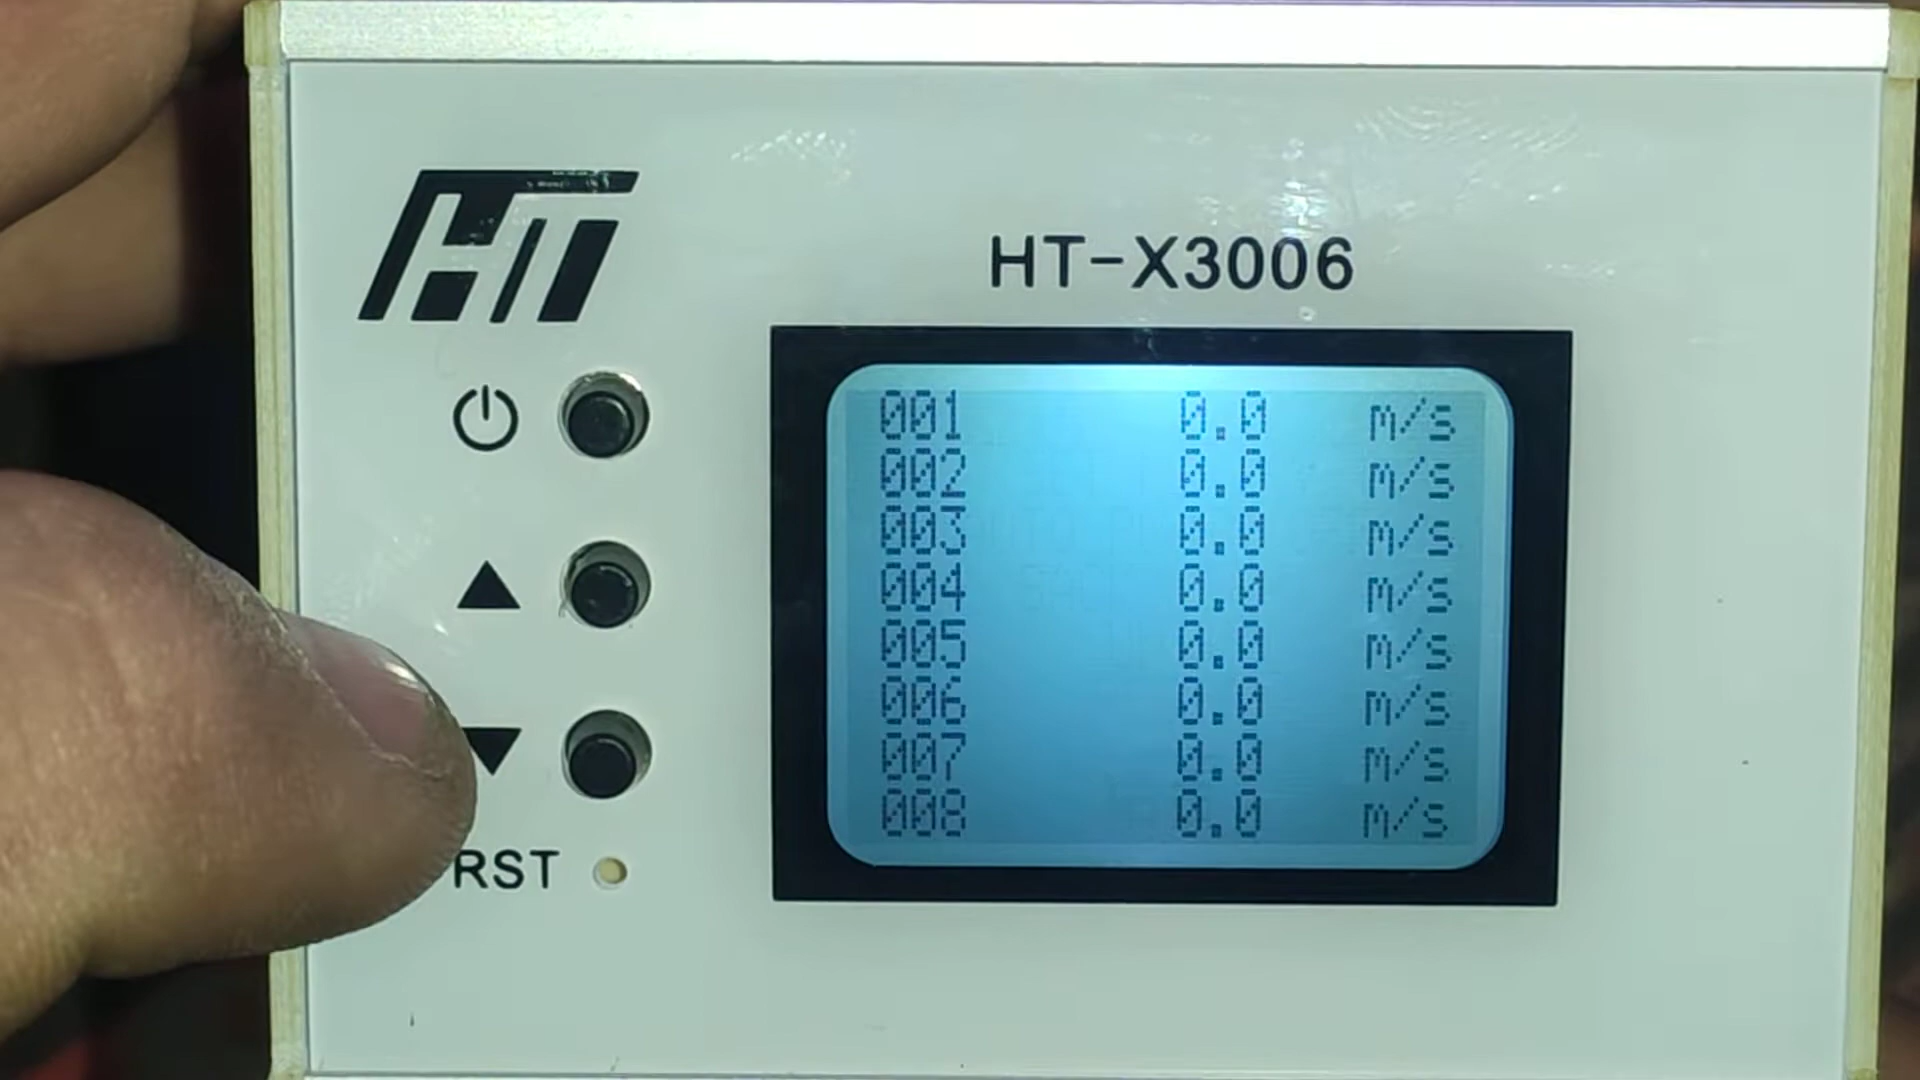 HT
HT-X3006
001 0.0 m/s
002 0.0 m/s
003 0.0 m/s
004 0.0 m/s
005 0.0 m/s
006 0.0 m/s
007 0.0 m/s
008 0.0 m/s
RST